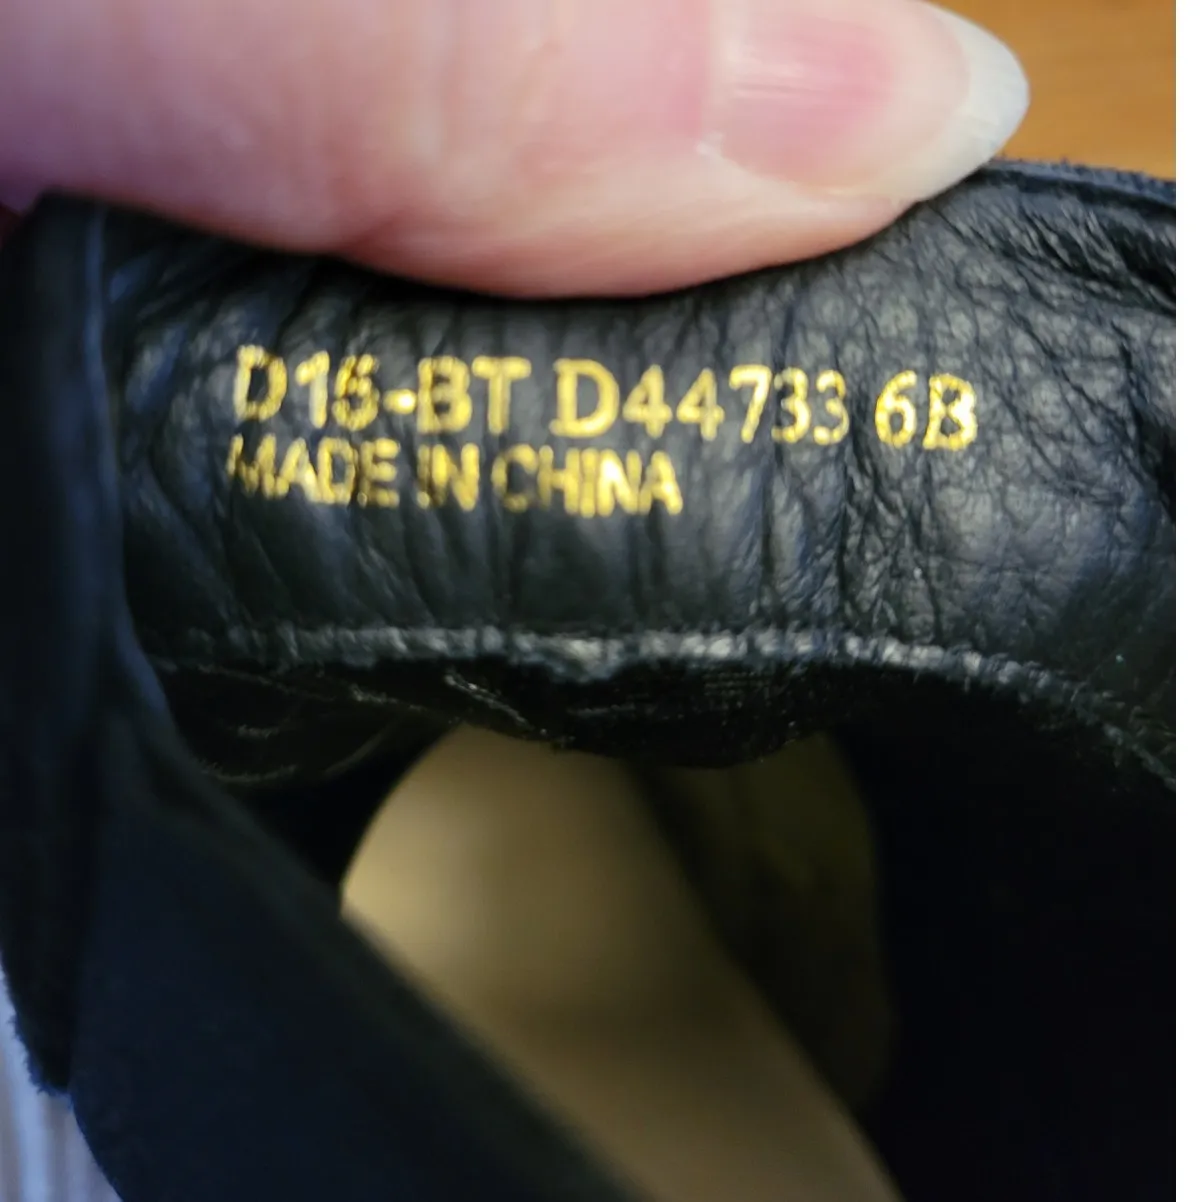 D15-BT D44733 6B
MADE IN CHINA